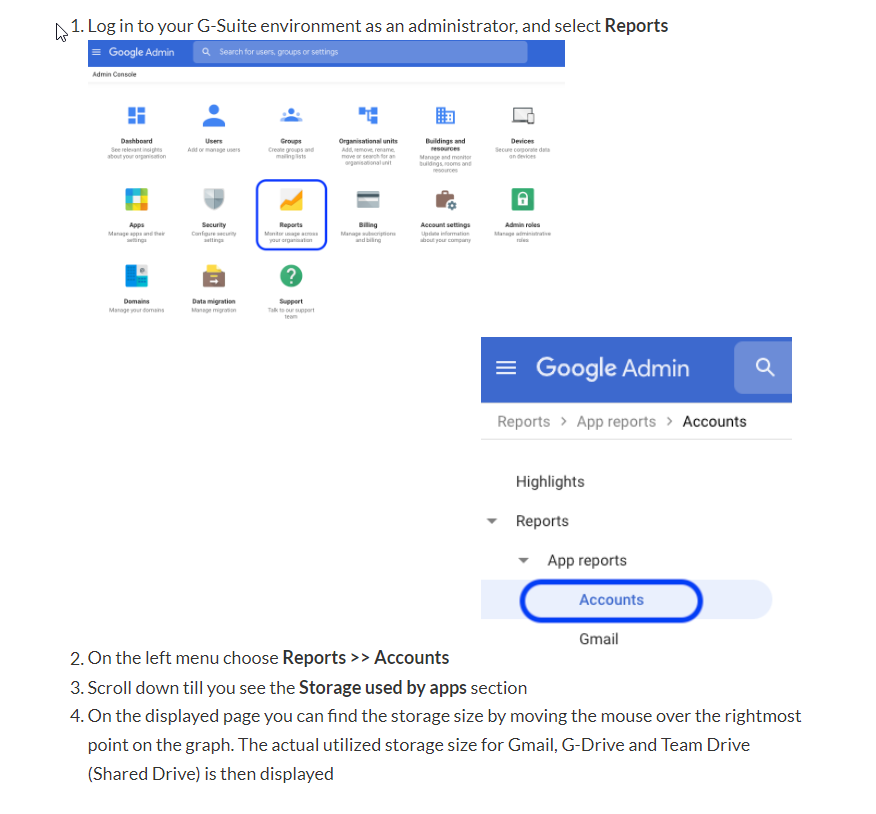 1. Log in to your G-Suite environment as an administrator, and select Reports
Google Admin
Search for users, groups or settings
Admin Console
Dashboard
See relevant insights
about your organisation
Users
Add or manage users
Groups
Create groups and
mailing lists
Organisational units
Add, remove, rename,
move or search for an
organisational unit
Buildings and
resources
Manage and monitor
buildings, rooms and
resources
Devices
Secure corporate data
on devices
Apps
Manage apps and their
settings
Security
Configure security
settings
Reports
Monitor usage across
your organisation
Billing
Manage subscriptions
and billing
Account settings
Update information
about your company
Admin roles
Manage administrative
roles
Domains
Manage your domains
Data migration
Manage migration
Support
Talk to our support
team
Google Admin
Reports > App reports > Accounts
Highlights
Reports
App reports
Accounts
Gmail
2. On the left menu choose Reports >> Accounts
3. Scroll down till you see the Storage used by apps section
4. On the displayed page you can find the storage size by moving the mouse over the rightmost
point on the graph. The actual utilized storage size for Gmail, G-Drive and Team Drive
(Shared Drive) is then displayed